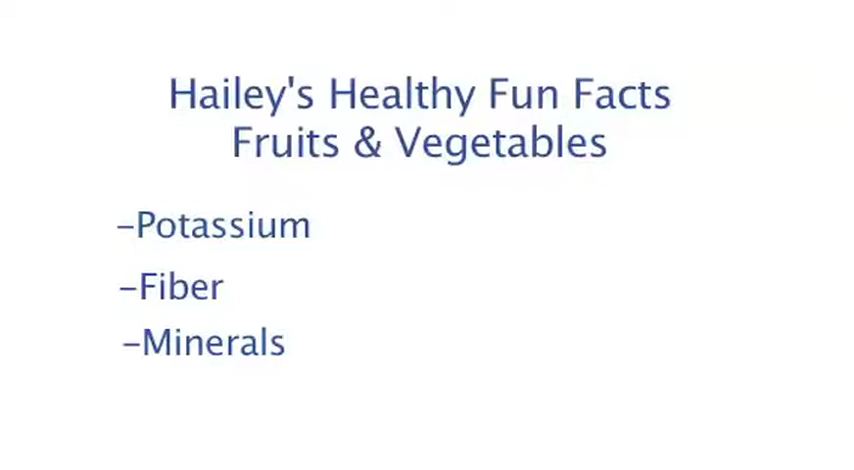 Hailey's Healthy Fun Facts
Fruits & Vegetables
-Potassium
-Fiber
-Minerals